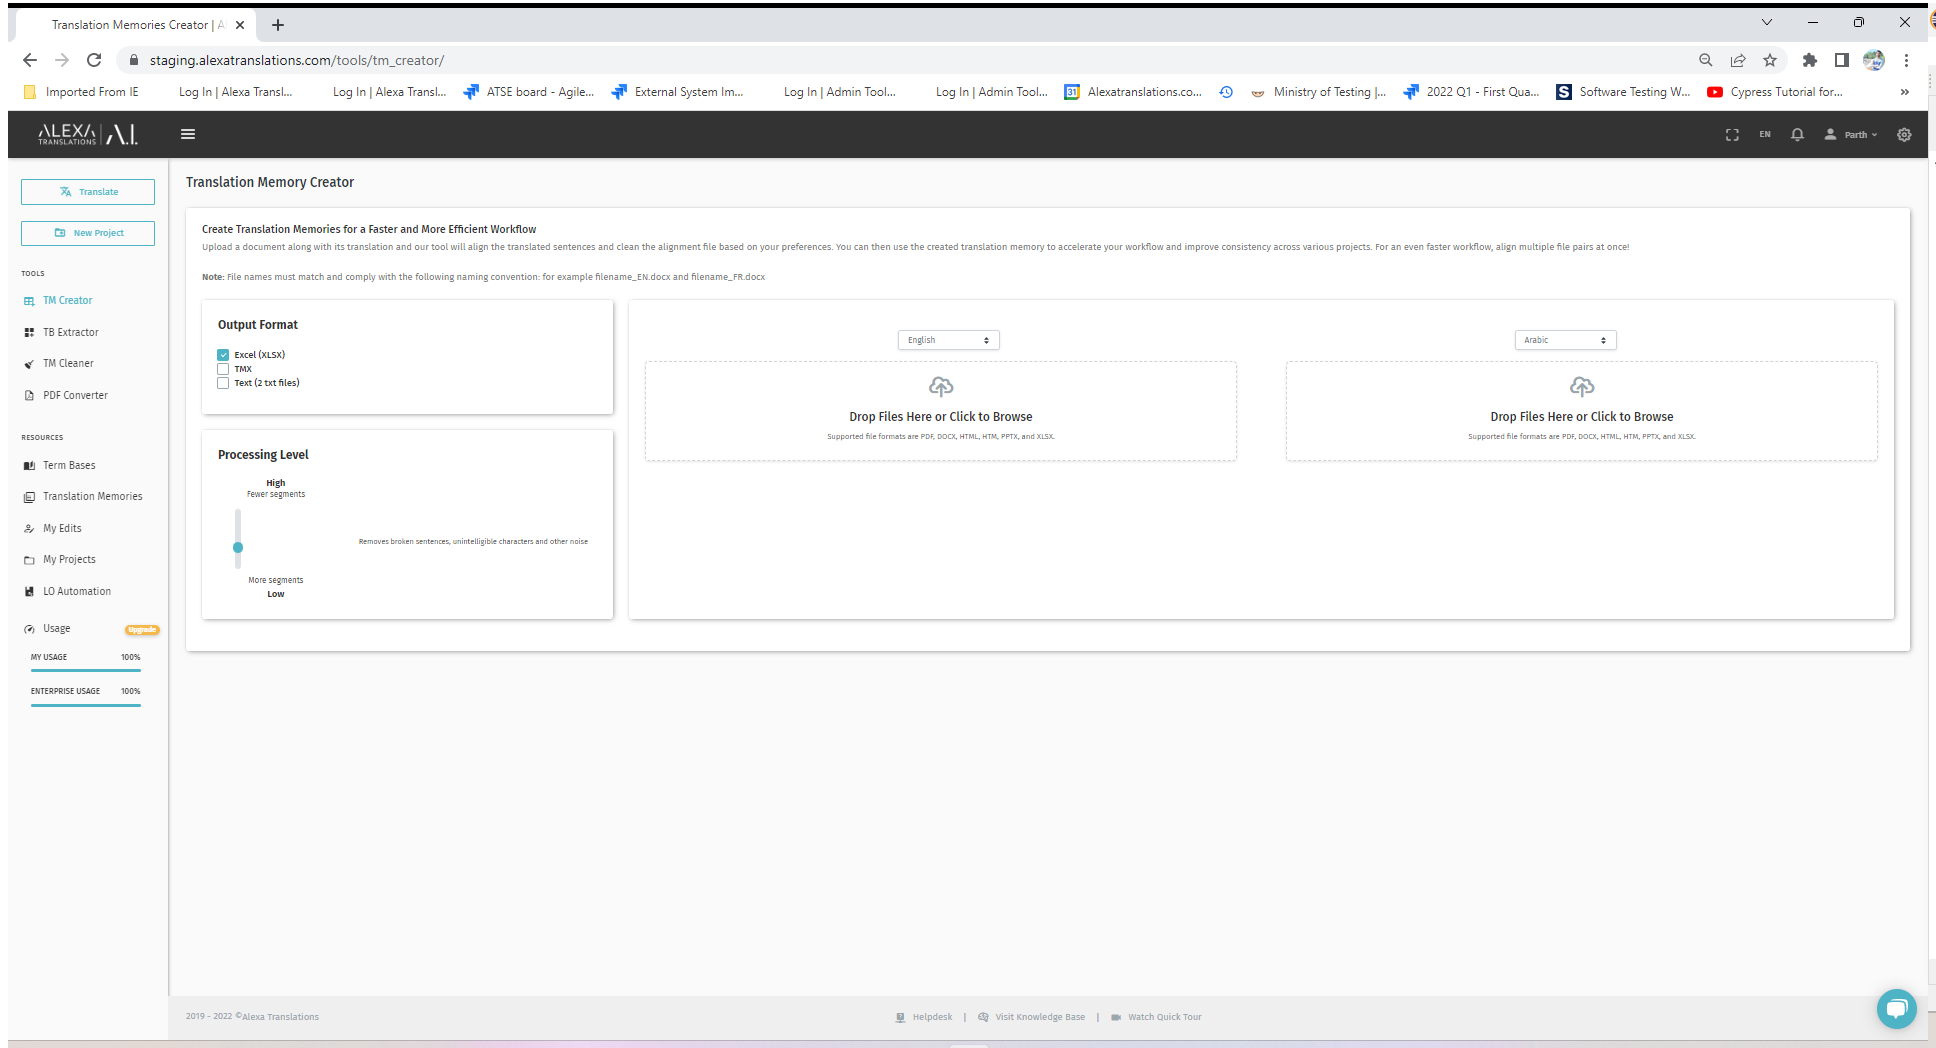 Translation Memories Creator | A
staging.alexatranslations.com/tools/tm_creator/
Imported From IE
Log In | Alexa Transl...
Log In | Alexa Transl...
ATSE board - Agile...
External System Im...
Log In | Admin Tool...
Log In | Admin Tool...
31
Alexatranslations.co...
Ministry of Testing |...
2022 Q1 - First Qua...
S
Software Testing W...
Cypress Tutorial for...
»
ALEXA TRANSLATIONS | A.I.
EN
Parth
Translate
New Project
TOOLS
TM Creator
TB Extractor
TM Cleaner
PDF Converter
RESOURCES
Term Bases
Translation Memories
My Edits
My Projects
LO Automation
Usage
Upgrade
MY USAGE 100%
ENTERPRISE USAGE 100%
Translation Memory Creator
Create Translation Memories for a Faster and More Efficient Workflow
Upload a document along with its translation and our tool will align the translated sentences and clean the alignment file based on your preferences. You can then use the created translation memory to accelerate your workflow and improve consistency across various projects. For an even faster workflow, align multiple file pairs at once!
Note: File names must match and comply with the following naming convention: for example filename_EN.docx and filename_FR.docx
Output Format
Excel (XLSX)
TMX
Text (2 txt files)
Processing Level
High
Fewer segments
Removes broken sentences, unintelligible characters and other noise
More segments
Low
English
Drop Files Here or Click to Browse
Supported file formats are PDF, DOCX, HTML, HTM, PPTX, and XLSX.
Arabic
Drop Files Here or Click to Browse
Supported file formats are PDF, DOCX, HTML, HTM, PPTX, and XLSX.
2019 - 2022 ©Alexa Translations
Helpdesk | Visit Knowledge Base | Watch Quick Tour